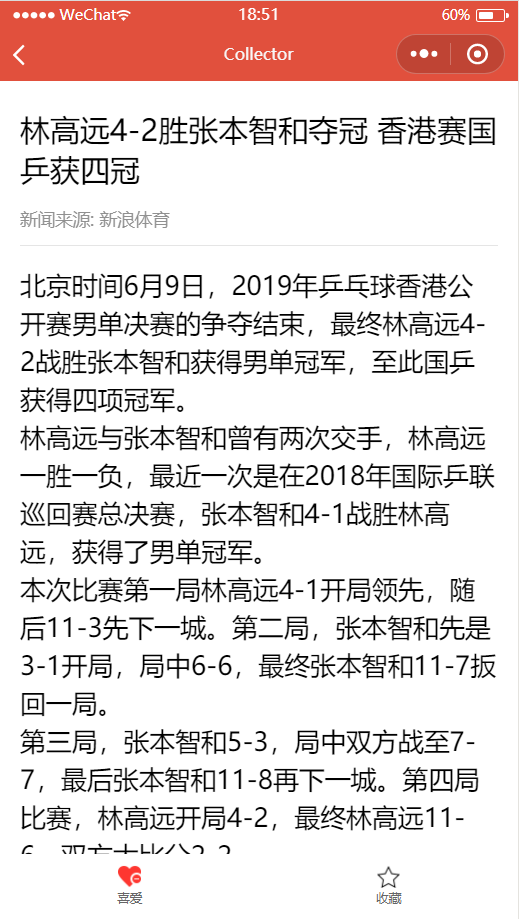 WeChat 18:51 60%
Collector
林高远4-2胜张本智和夺冠 香港赛国
乒获四冠
新闻来源: 新浪体育
北京时间6月9日，2019年乒乓球香港公
开赛男单决赛的争夺结束，最终林高远4-
2战胜张本智和获得男单冠军，至此国乒
获得四项冠军。
林高远与张本智和曾有两次交手，林高远
一胜一负，最近一次是在2018年国际乒联
巡回赛总决赛，张本智和4-1战胜林高
远，获得了男单冠军。
本次比赛第一局林高远4-1开局领先，随
后11-3先下一城。第二局，张本智和先是
3-1开局，局中6-6，最终张本智和11-7扳
回一局。
第三局，张本智和5-3，局中双方战至7-
7，最后张本智和11-8再下一城。第四局
比赛，林高远开局4-2，最终林高远11-
6，双方大比分2-2
喜爱 收藏